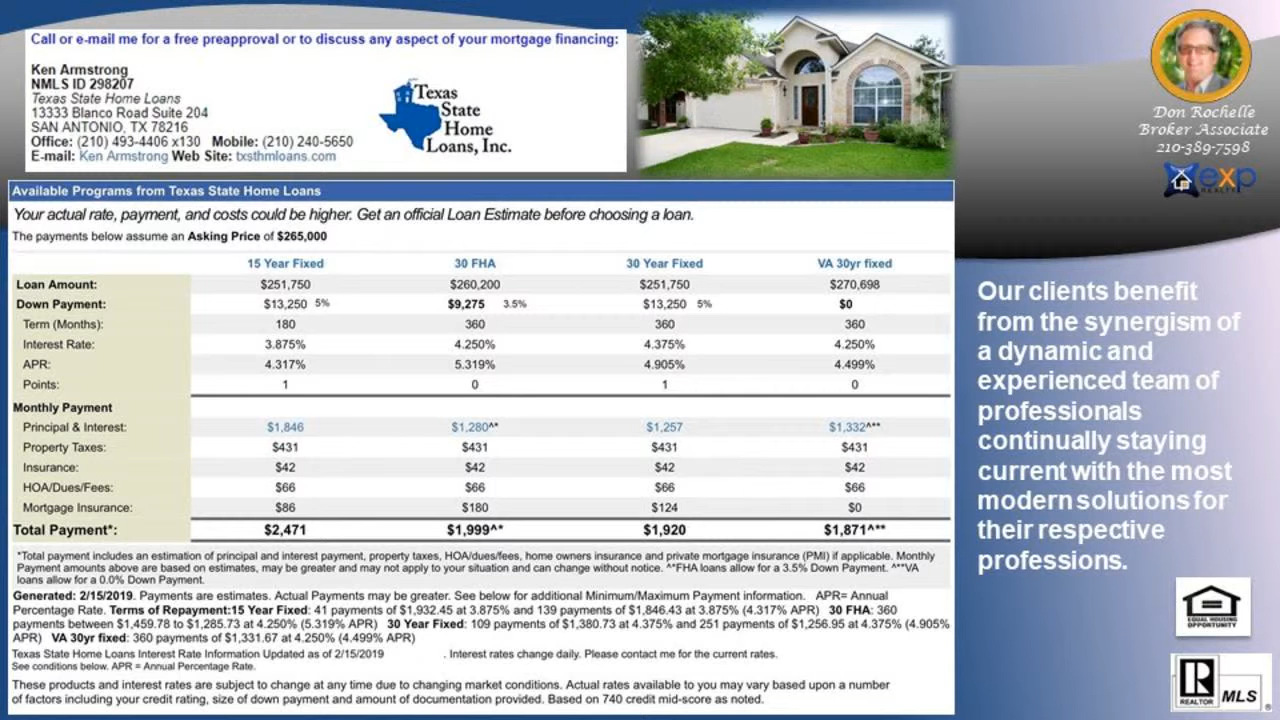 Call or e-mail me for a free preapproval or to discuss any aspect of your mortgage financing:
Ken Armstrong
NMLS ID 298207
Texas State Home Loans
13333 Blanco Road Suite 204
SAN ANTONIO, TX 78216
Office: (210) 493-4406 x130 Mobile: (210) 240-5650
E-mail: Ken Armstrong Web Site: txsthmloans.com
Texas
State
Home
Loans, Inc.
Don Rochelle
Broker Associate
210-389-7598
exp
REALTY
Available Programs from Texas State Home Loans
Your actual rate, payment, and costs could be higher. Get an official Loan Estimate before choosing a loan.
The payments below assume an Asking Price of $265,000
15 Year Fixed 30 FHA 30 Year Fixed VA 30yr fixed
Loan Amount: $251,750 $260,200 $251,750 $270,698
Down Payment: $13,250 5% $9,275 3.5% $13,250 5% $0
Term (Months): 180 360 360 360
Interest Rate: 3.875% 4.250% 4.375% 4.250%
APR: 4.317% 5.319% 4.905% 4.499%
Points: 1 0 1 0
Monthly Payment
Principal & Interest: $1,846 $1,280^* $1,257 $1,332^**
Property Taxes: $431 $431 $431 $431
Insurance: $42 $42 $42 $42
HOA/Dues/Fees: $66 $66 $66 $66
Mortgage Insurance: $86 $180 $124 $0
Total Payment*: $2,471 $1,999^* $1,920 $1,871^**
*Total payment includes an estimation of principal and interest payment, property taxes, HOA/dues/fees, home owners insurance and private mortgage insurance (PMI) if applicable. Monthly
Payment amounts above are based on estimates, may be greater and may not apply to your situation and can change without notice. ^*FHA loans allow for a 3.5% Down Payment. ^**VA
loans allow for a 0.0% Down Payment.
Generated: 2/15/2019. Payments are estimates. Actual Payments may be greater. See below for additional Minimum/Maximum Payment information. APR= Annual
Percentage Rate. Terms of Repayment:15 Year Fixed: 41 payments of $1,932.45 at 3.875% and 139 payments of $1,846.43 at 3.875% (4.317% APR) 30 FHA: 360
payments between $1,459.78 to $1,285.73 at 4.250% (5.319% APR) 30 Year Fixed: 109 payments of $1,380.73 at 4.375% and 251 payments of $1,256.95 at 4.375% (4.905%
APR) VA 30yr fixed: 360 payments of $1,331.67 at 4.250% (4.499% APR)
Texas State Home Loans Interest Rate Information Updated as of 2/15/2019 . Interest rates change daily. Please contact me for the current rates.
See conditions below. APR = Annual Percentage Rate.
These products and interest rates are subject to change at any time due to changing market conditions. Actual rates available to you may vary based upon a number
of factors including your credit rating, size of down payment and amount of documentation provided. Based on 740 credit mid-score as noted.
Our clients benefit
from the synergism of
a dynamic and
experienced team of
professionals
continually staying
current with the most
modern solutions for
their respective
professions.
EQUAL HOUSING
OPPORTUNITY
R
REALTOR MLS ®